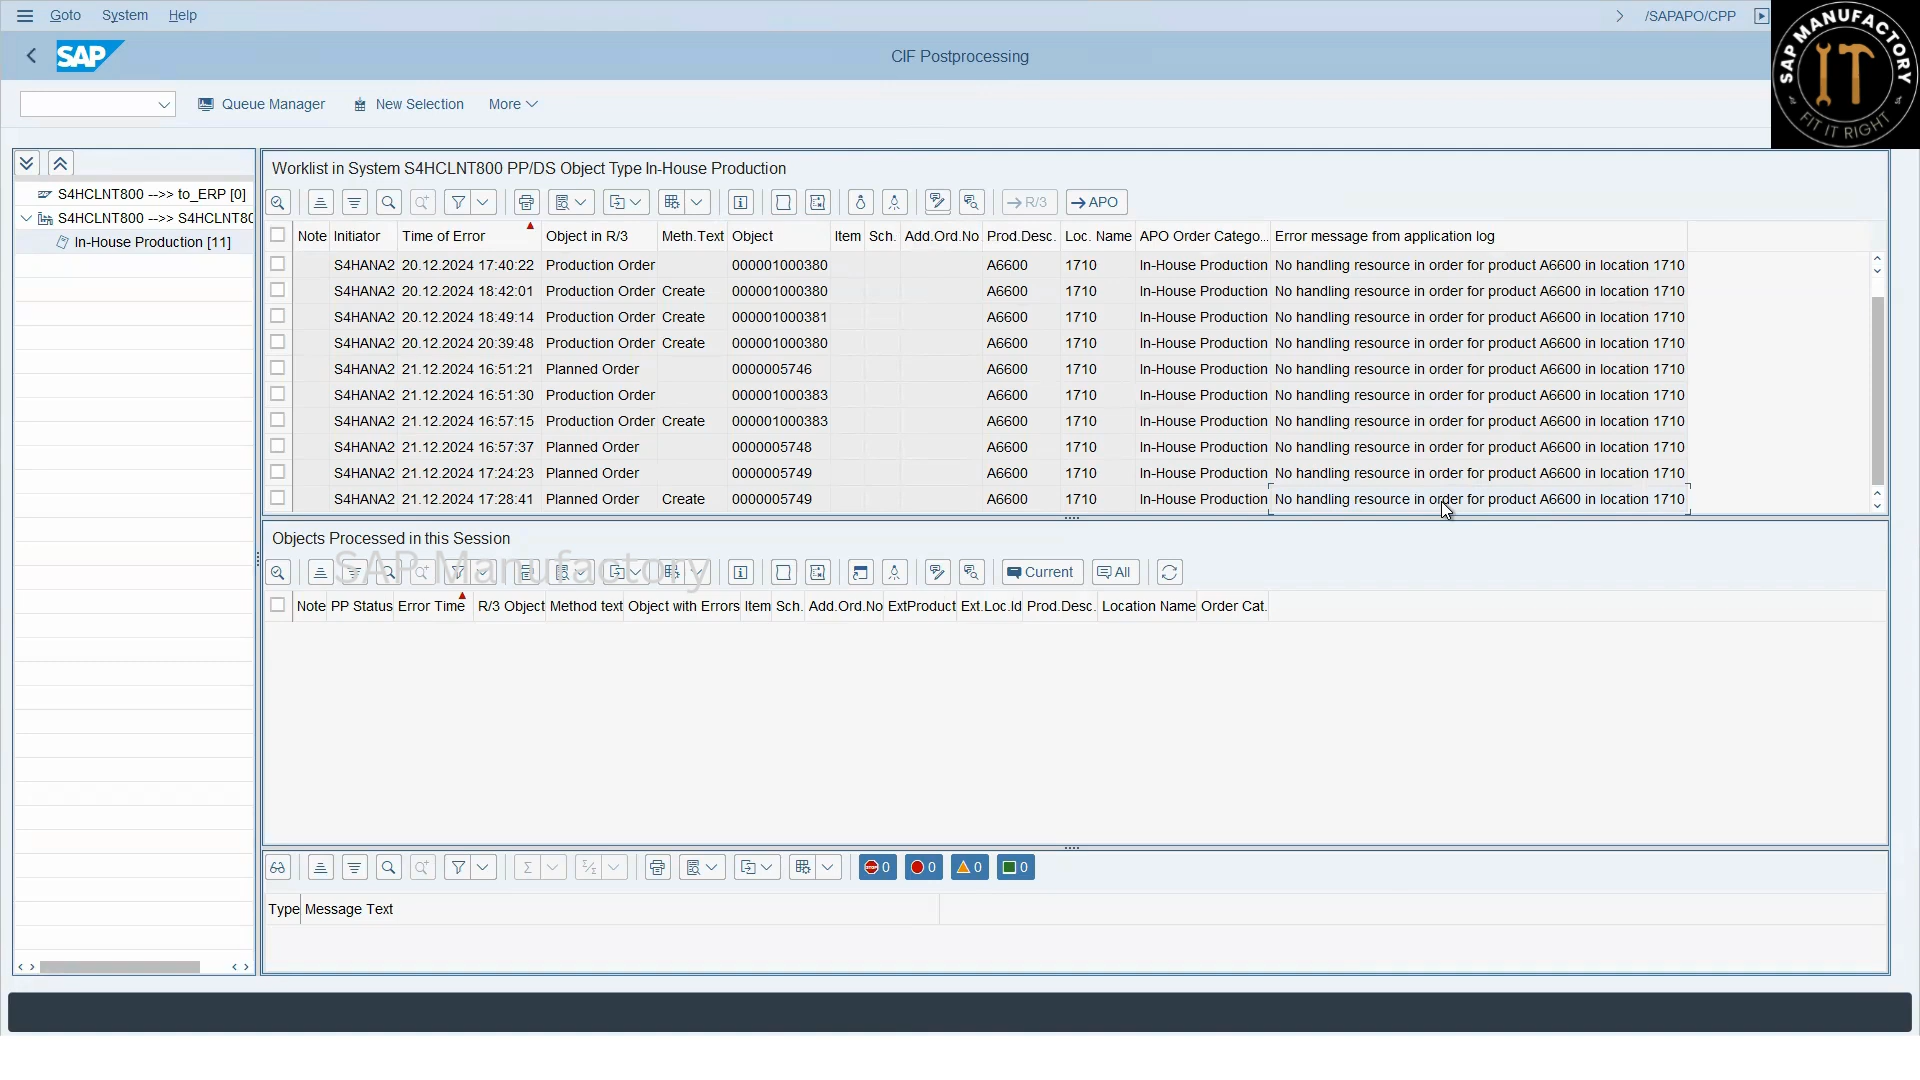 Goto System Help /SAPAPO/CPP
SAP CIF Postprocessing
SAP MANUFACTORY
IT
FIT IT RIGHT
Queue Manager New Selection More
Worklist in System S4HCLNT800 PP/DS Object Type In-House Production
S4HCLNT800 -->> to_ERP [0]
S4HCLNT800 -->> S4HCLNT80
In-House Production [11]
R/3 APO
Note Initiator Time of Error Object in R/3 Meth.Text Object Item Sch. Add.Ord.No Prod.Desc. Loc. Name APO Order Catego... Error message from application log
S4HANA2 20.12.2024 17:40:22 Production Order 000001000380 A6600 1710 In-House Production No handling resource in order for product A6600 in location 1710
S4HANA2 20.12.2024 18:42:01 Production Order Create 000001000380 A6600 1710 In-House Production No handling resource in order for product A6600 in location 1710
S4HANA2 20.12.2024 18:49:14 Production Order Create 000001000381 A6600 1710 In-House Production No handling resource in order for product A6600 in location 1710
S4HANA2 20.12.2024 20:39:48 Production Order Create 000001000380 A6600 1710 In-House Production No handling resource in order for product A6600 in location 1710
S4HANA2 21.12.2024 16:51:21 Planned Order 0000005746 A6600 1710 In-House Production No handling resource in order for product A6600 in location 1710
S4HANA2 21.12.2024 16:51:30 Production Order 000001000383 A6600 1710 In-House Production No handling resource in order for product A6600 in location 1710
S4HANA2 21.12.2024 16:57:15 Production Order Create 000001000383 A6600 1710 In-House Production No handling resource in order for product A6600 in location 1710
S4HANA2 21.12.2024 16:57:37 Planned Order 0000005748 A6600 1710 In-House Production No handling resource in order for product A6600 in location 1710
S4HANA2 21.12.2024 17:24:23 Planned Order 0000005749 A6600 1710 In-House Production No handling resource in order for product A6600 in location 1710
S4HANA2 21.12.2024 17:28:41 Planned Order Create 0000005749 A6600 1710 In-House Production No handling resource in order for product A6600 in location 1710
Objects Processed in this Session
SAP Manufactory
Current All
Note PP Status Error Time R/3 Object Method text Object with Errors Item Sch. Add.Ord.No ExtProduct Ext.Loc.Id Prod.Desc. Location Name Order Cat.
0 0 0 0
Type Message Text